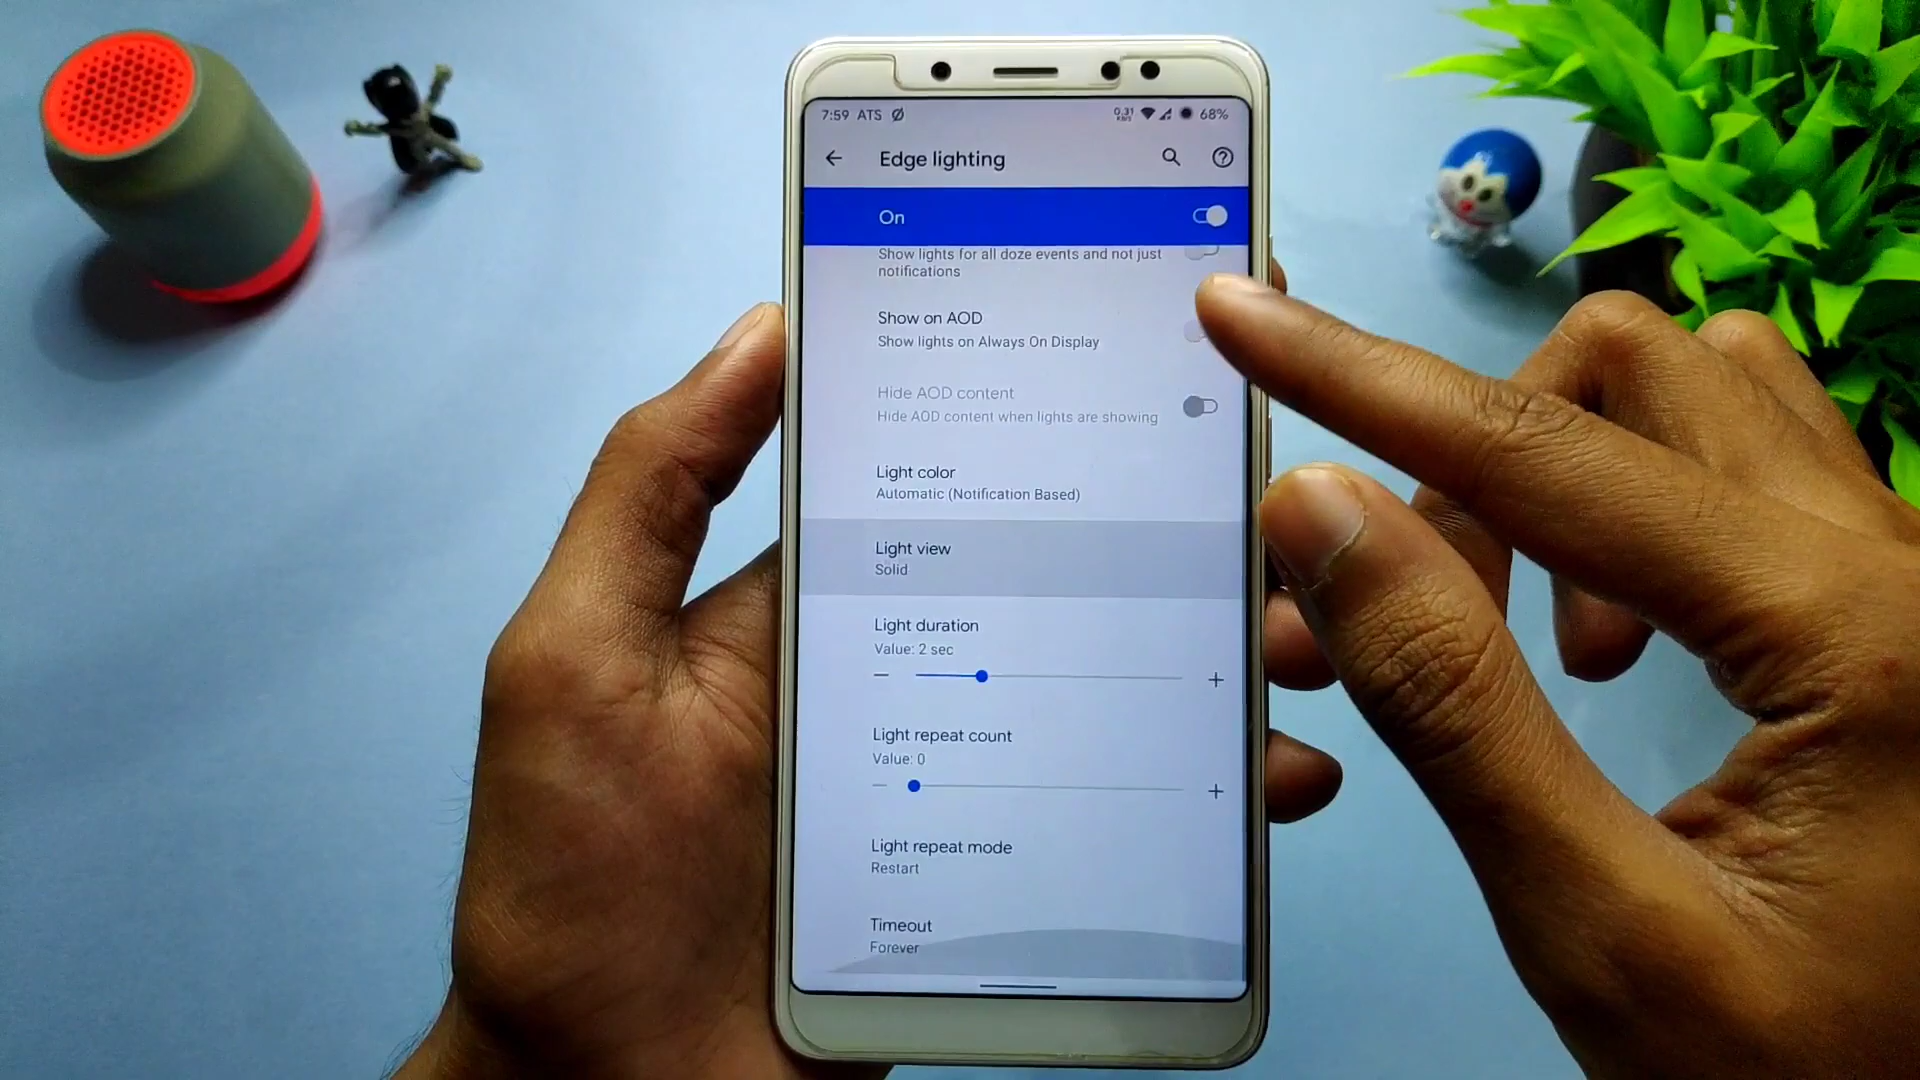 7:59 ATS 0.31 KB/S 68%
Edge lighting
On
Show lights for all doze events and not just
notifications
Show on AOD
Show lights on Always On Display
Hide AOD content
Hide AOD content when lights are showing
Light color
Automatic (Notification Based)
Light view
Solid
Light duration
Value: 2 sec
Light repeat count
Value: 0
Light repeat mode
Restart
Timeout
Forever